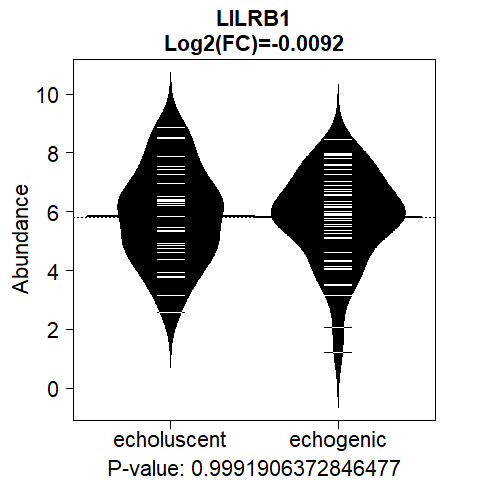 LILRB1
Log2(FC)=-0.0092
Abundance
10
8
6
4
2
0
echoluscent echogenic
P-value: 0.9991906372846477